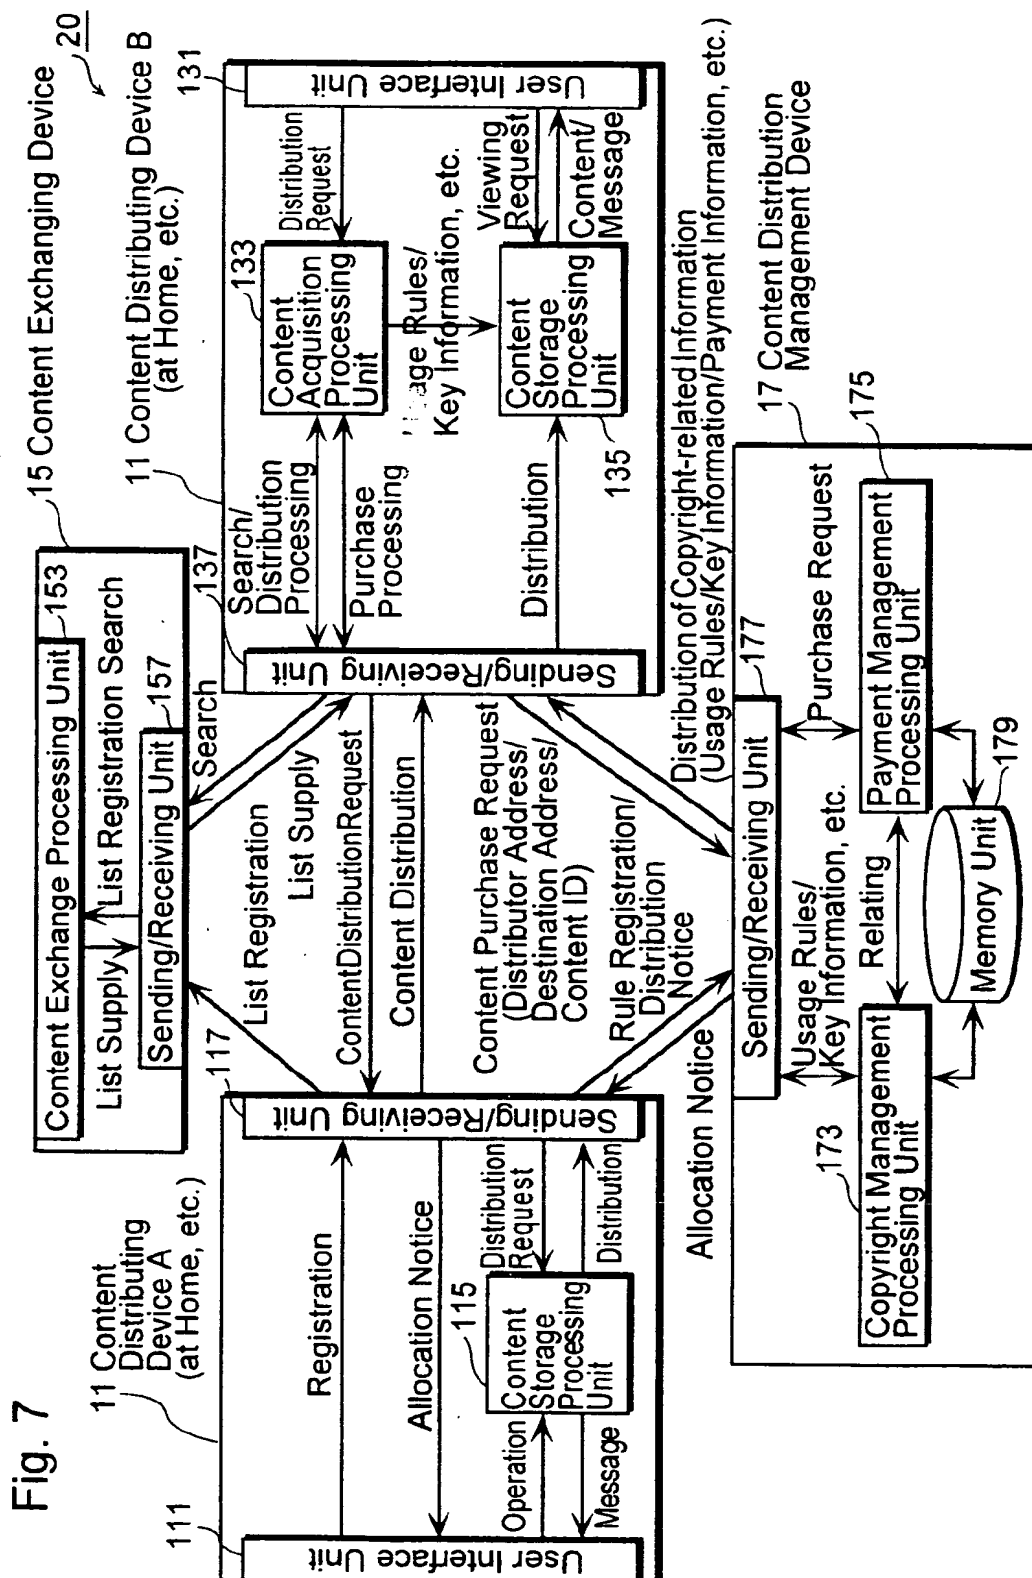 Fig. 7
20
15 Content Exchanging Device
Content Exchange Processing Unit
153
List Supply
List Registration Search
Sending/Receiving Unit
157
11 Content
Distributing
Device A
(at Home, etc.)
111
User Interface Unit
Registration
Allocation Notice
Operation
Message
115
Content
Storage
Processing
Unit
Distribution
Request
Distribution
117
Sending/Receiving Unit
List Registration
Search
List Supply
ContentDistributionRequest
Content Distribution
Content Purchase Request
(Distributor Address/
Destination Address/
Content ID)
Rule Registration/
Distribution
Notice
Allocation Notice
11 Content Distributing Device B
(at Home, etc.)
137
Sending/Receiving Unit
Search/
Distribution
Processing
Purchase
Processing
Distribution
133
Content
Acquisition
Processing
Unit
Distribution
Request
Rules/
Key Information, etc.
135
Content
Storage
Processing
Unit
Viewing
Request
Content/
Message
131
User Interface Unit
Distribution of Copyright-related Information
(Usage Rules/Key Information/Payment Information, etc.)
17 Content Distribution
Management Device
177
Sending/Receiving Unit
Usage Rules/
Key Information, etc.
Purchase Request
173
Copyright Management
Processing Unit
Relating
175
Payment Management
Processing Unit
179
Memory Unit